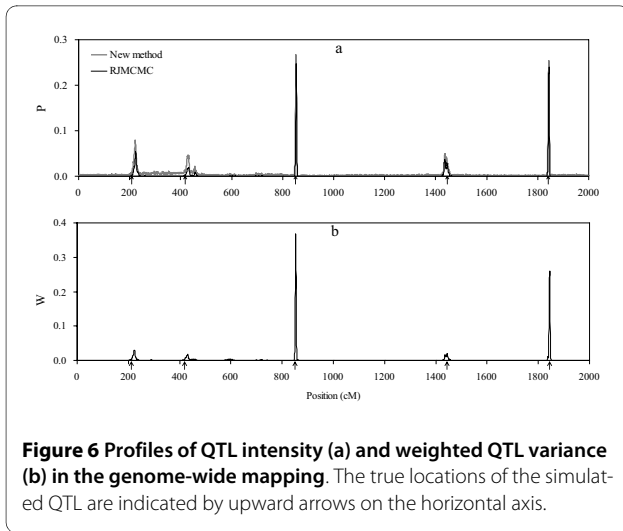 0.3
0.2
0.1
0.0
P
New method
RJMCMC
a
0 200 400 600 800 1000 1200 1400 1600 1800 2000
0.4
0.3
0.2
0.1
0.0
W
b
0 200 400 600 800 1000 1200 1400 1600 1800 2000
Position (cM)
Figure 6 Profiles of QTL intensity (a) and weighted QTL variance
(b) in the genome-wide mapping. The true locations of the simulat-
ed QTL are indicated by upward arrows on the horizontal axis.